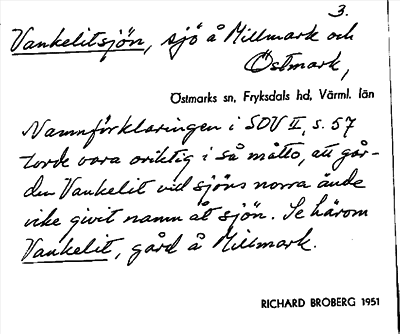 3.
Vankelitsjön, sjö å Millmark och
Östmark,
Östmarks sn, Fryksdals hd, Värml. län
Namnförklaringen i SOV II, s. 57
torde vara oriktig i så måtto, att går-
den Vankelit vid sjöns norra ände
icke givit namn åt sjön. Se härom
Vankelit, gård å Millmark.
RICHARD BROBERG 1951